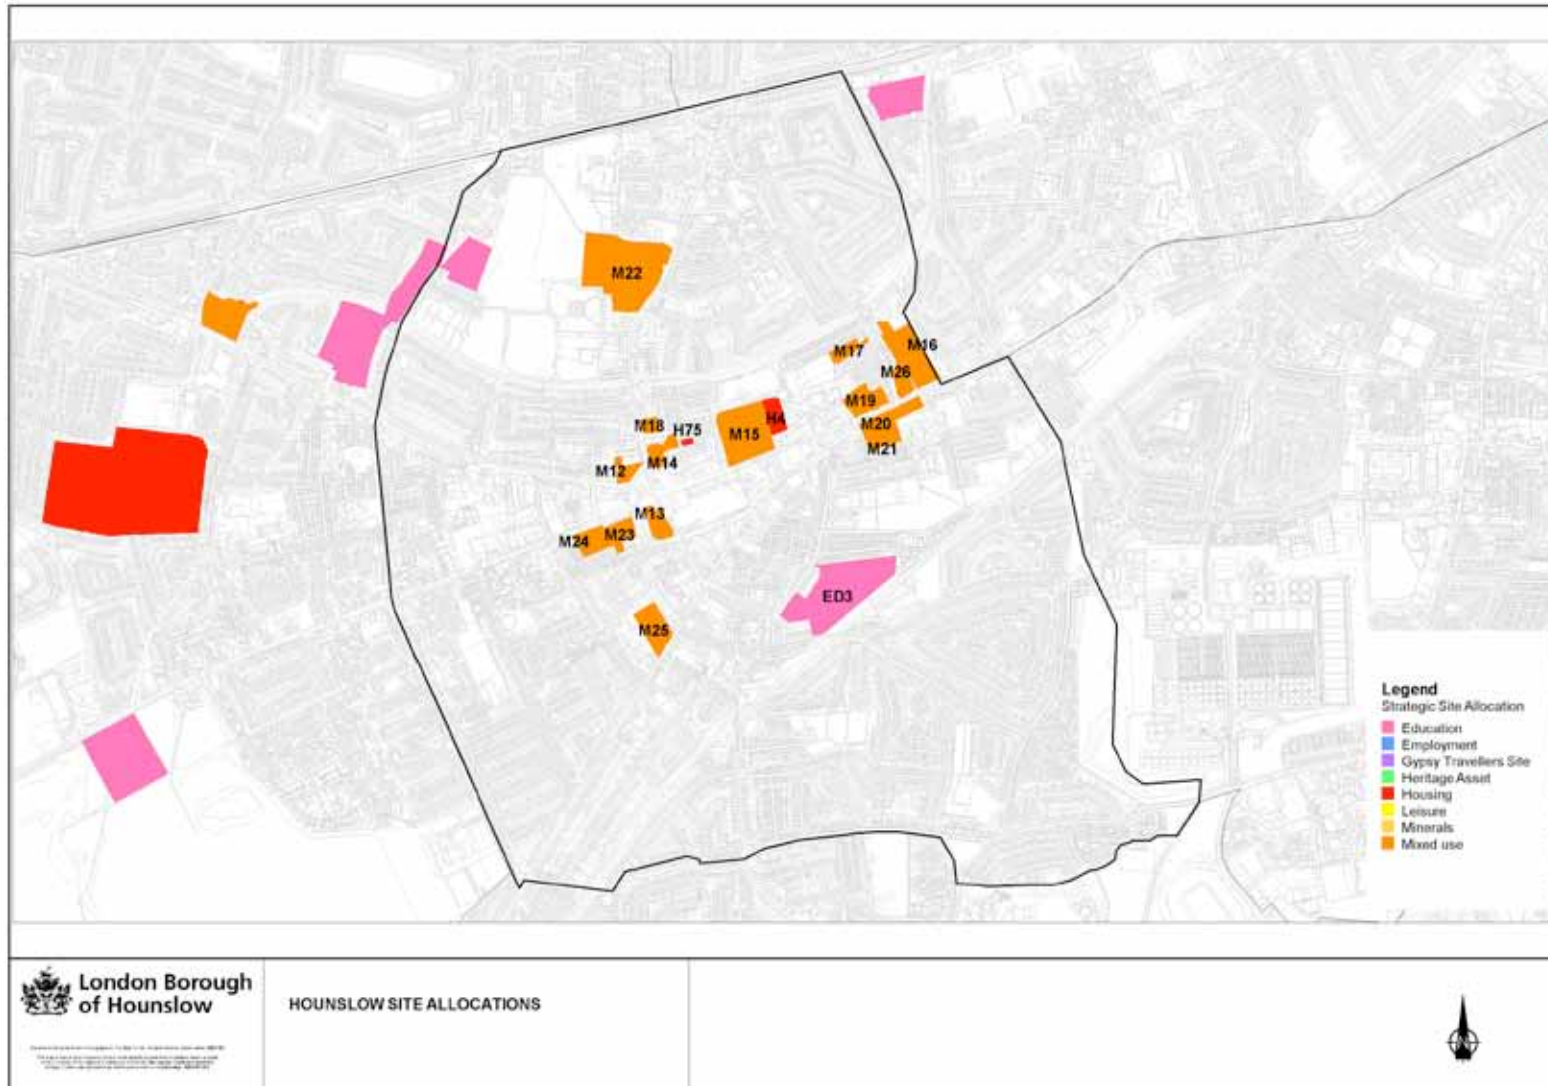 M22
M16
M17
M26
M19
M18
H75
M15
H4
M20
M21
M14
M12
M13
M24
M23
ED3
M25
Legend
Strategic Site Allocation
Education
Employment
Gypsy Travellers Site
Heritage Asset
Housing
Leisure
Minerals
Mixed use
London Borough
of Hounslow
HOUNSLOW SITE ALLOCATIONS